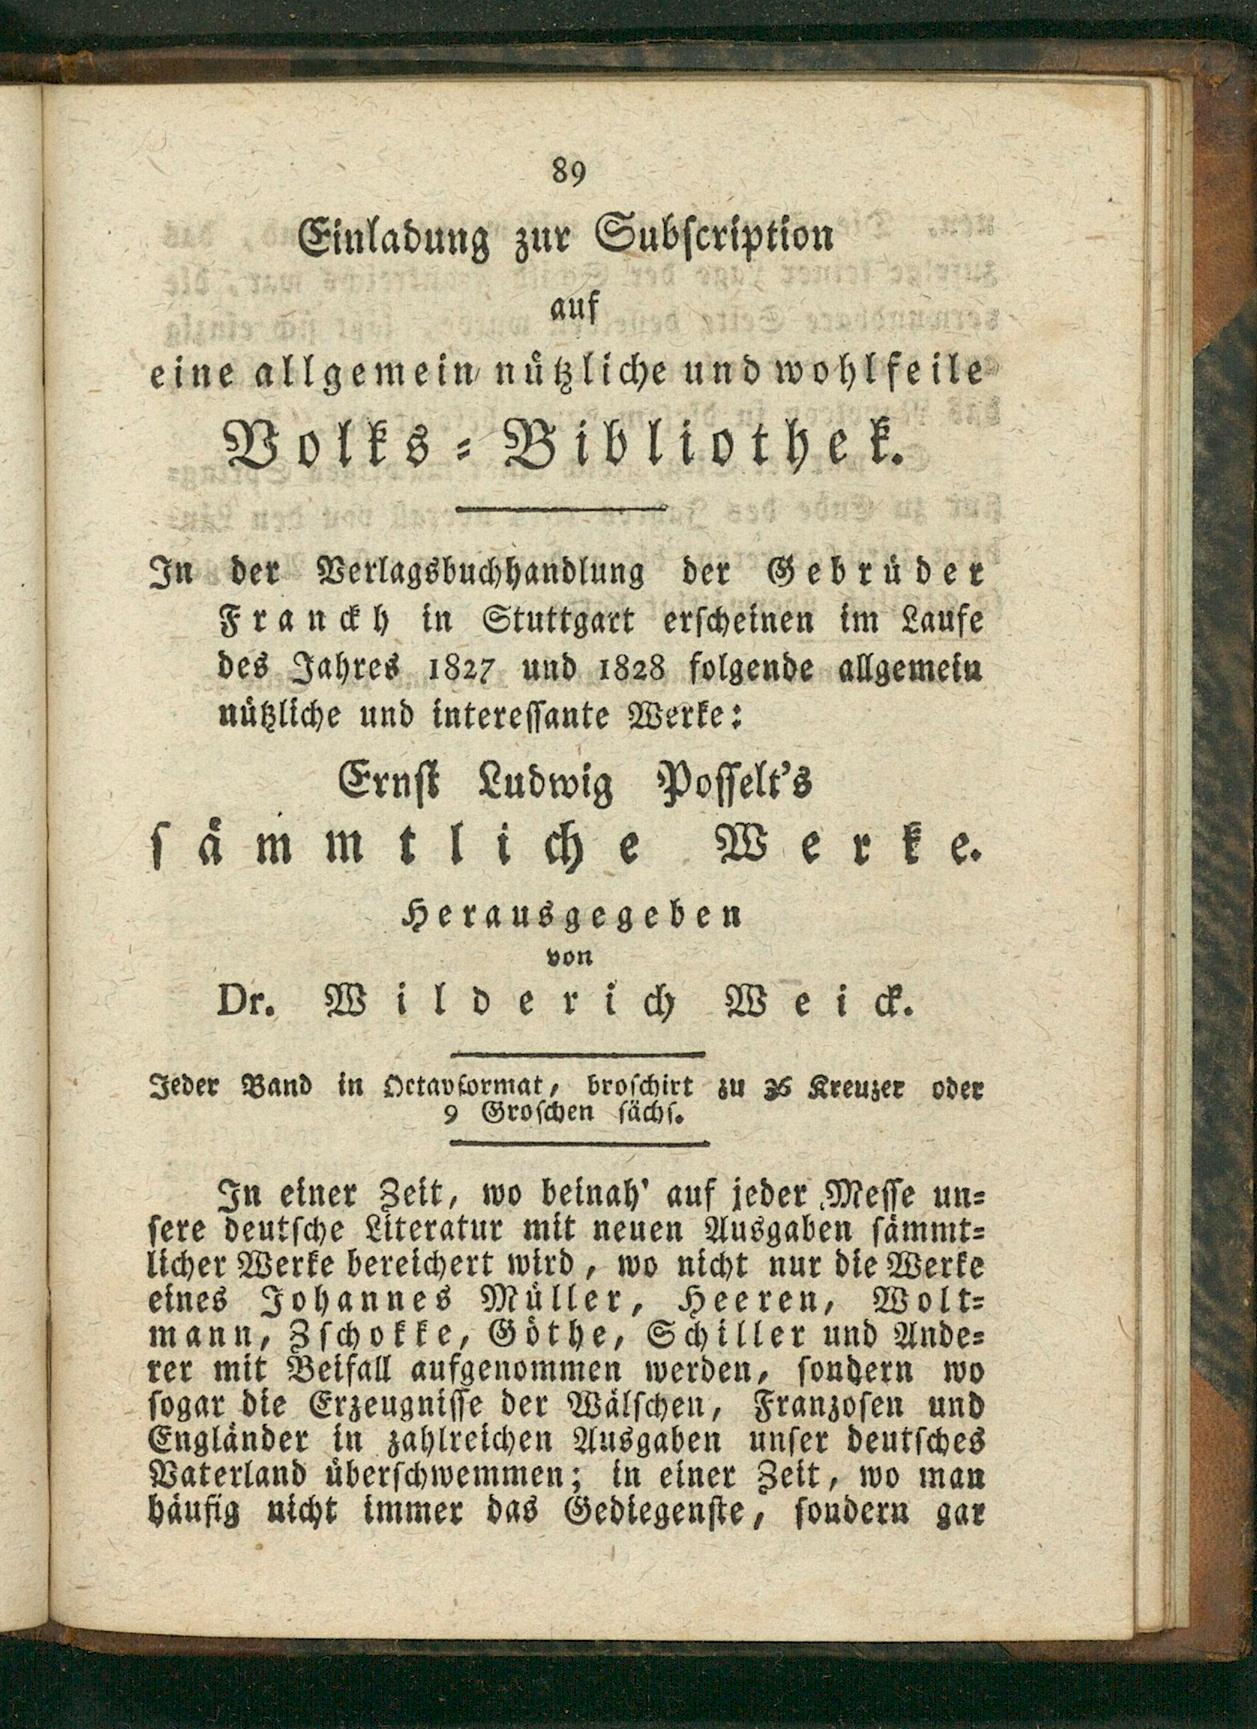 89
Einladung zur Subscription
auf
eine allgemein nützliche und wohlfeile
Volks-Bibliothek.
In der Verlagsbuchhandlung der Gebrüder
Franckh in Stuttgart erscheinen im Laufe
des Jahres 1827 und 1828 folgende allgemein
nützliche und interessante Werke:
Ernst Ludwig Posselt's
sämmtliche Werke.
Herausgegeben
von
Dr. Wilderich Weick.
Jeder Band in Octavformat, broschirt zu 36 Kreuzer oder
9 Groschen sächs.
In einer Zeit, wo beinah' auf jeder Messe un-
sere deutsche Literatur mit neuen Ausgaben sämmt-
licher Werke bereichert wird, wo nicht nur die Werke
eines Johannes Müller, Heeren, Wolt-
mann, Zschokke, Göthe, Schiller und Ande-
rer mit Beifall aufgenommen werden, sondern wo
sogar die Erzeugnisse der Wälschen, Franzosen und
Engländer in zahlreichen Ausgaben unser deutsches
Vaterland überschwemmen; in einer Zeit, wo man
häufig nicht immer das Gediegenste, sondern gar